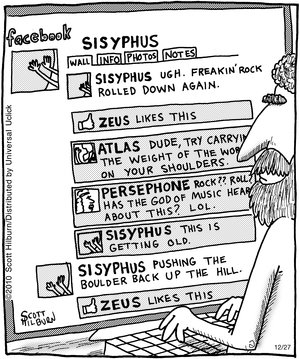 facebook
SISYPHUS
WALL INFO PHOTOS NOTES
SISYPHUS UGH. FREAKIN' ROCK
ROLLED DOWN AGAIN.
ZEUS LIKES THIS
ATLAS DUDE, TRY CARRYIN
THE WEIGHT OF THE WOR
ON YOUR SHOULDERS.
PERSEPHONE ROCK?? ROLL
HAS THE GOD OF MUSIC HEAR
ABOUT THIS? LOL.
SISYPHUS THIS IS
GETTING OLD.
SISYPHUS PUSHING THE
BOULDER BACK UP THE HILL.
ZEUS LIKES THIS
SCOTT
HILBURN
12/27
©2010 Scott Hilburn/Distributed by Universal Uclick